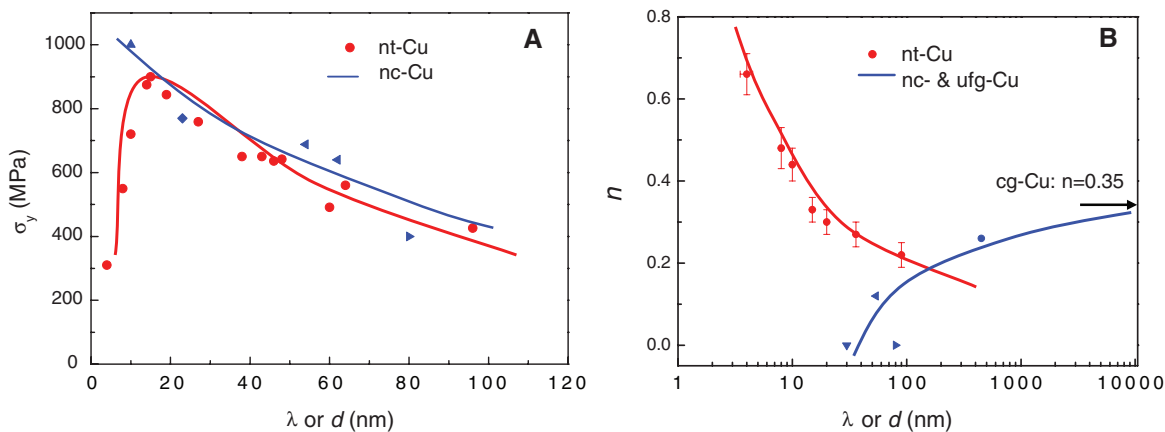 A
nt-Cu
nc-Cu
σy (MPa)
1000
800
600
400
200
0
0 20 40 60 80 100 120
λ or d (nm)
B
nt-Cu
nc- & ufg-Cu
cg-Cu: n=0.35
n
0.8
0.6
0.4
0.2
0.0
1 10 100 1000 10000
λ or d (nm)